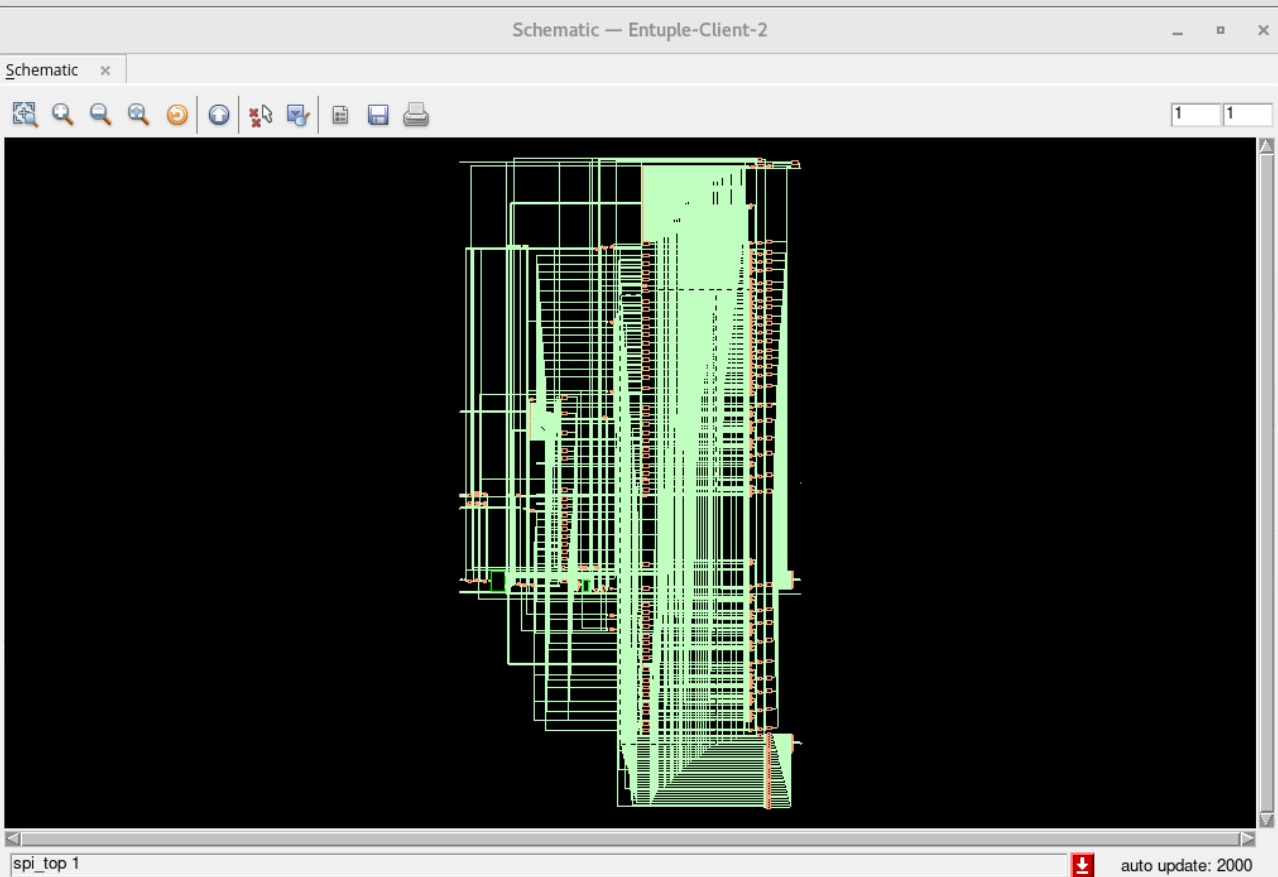 Schematic — Entuple-Client-2
Schematic
1 1
spi_top 1
auto update: 2000